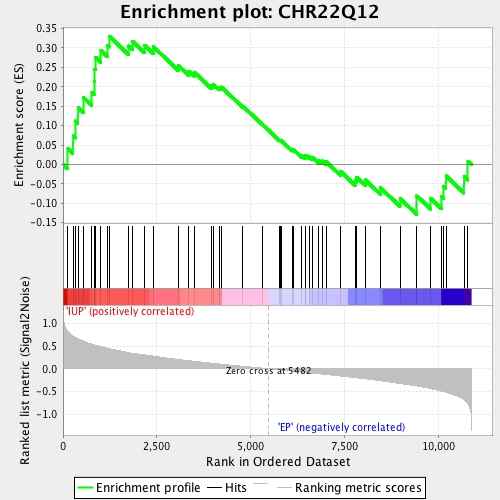 Enrichment plot: CHR22Q12
Enrichment score (ES)
0.35
0.30
0.25
0.20
0.15
0.10
0.05
0.00
-0.05
-0.10
-0.15
Ranked list metric (Signal2Noise)
1.0
0.5
0.0
-0.5
-1.0
'IUP' (positively correlated)
Zero cross at 5482
'EP' (negatively correlated)
0
2,500
5,000
7,500
10,000
Rank in Ordered Dataset
Enrichment profile
Hits
Ranking metric scores